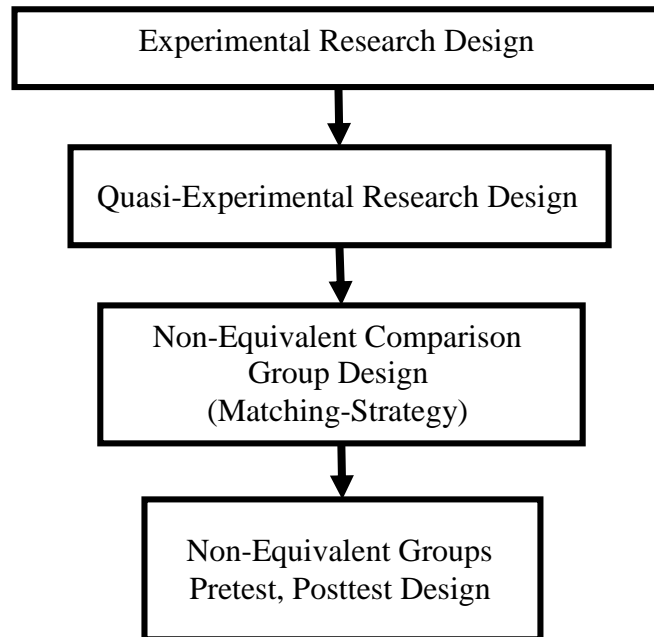 Experimental Research Design
Quasi-Experimental Research Design
Non-Equivalent Comparison
Group Design
(Matching-Strategy)
Non-Equivalent Groups
Pretest, Posttest Design